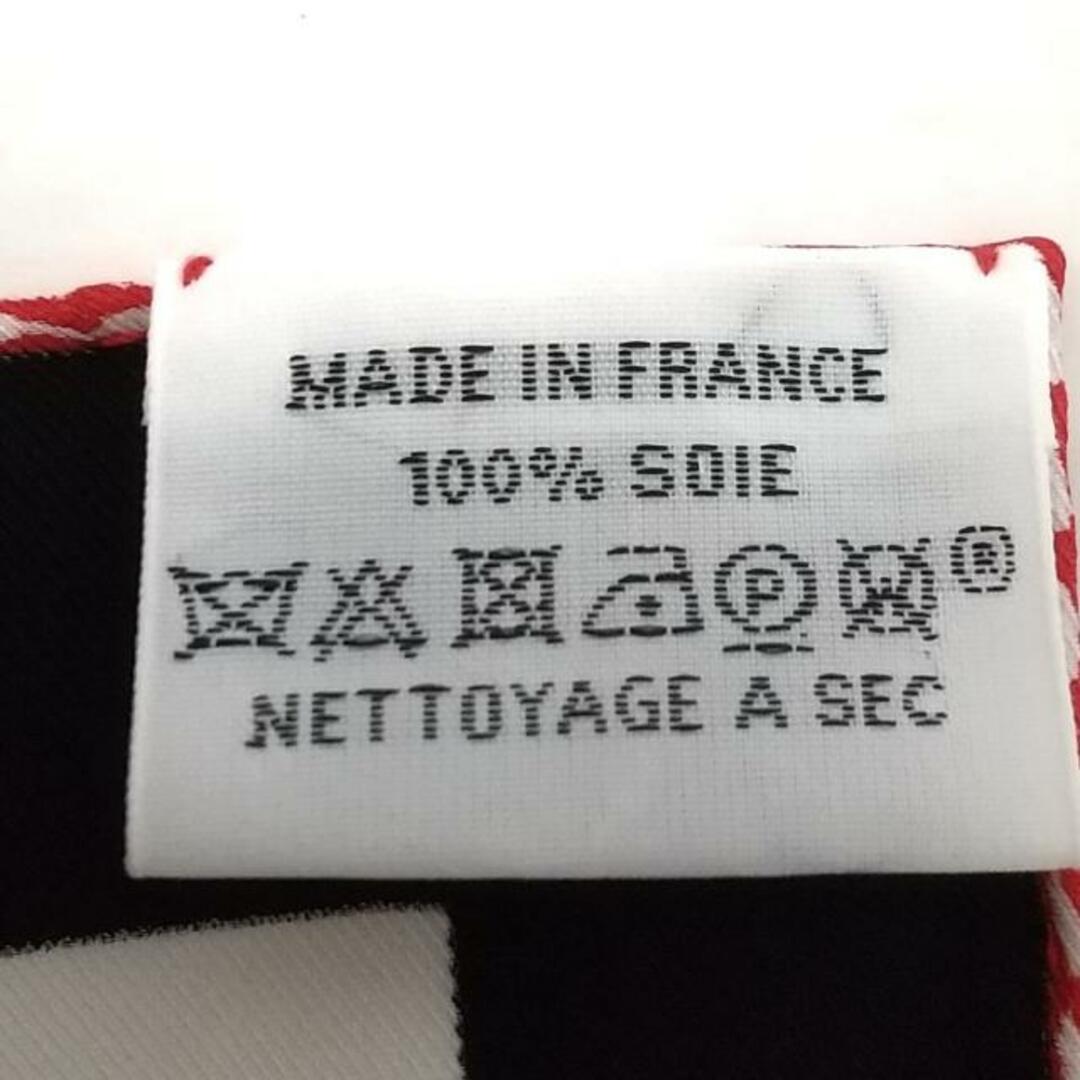 MADE IN FRANCE
100% SOIE
P W ®
NETTOYAGE A SEC